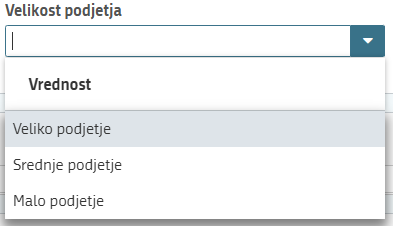 Velikost podjetja
Vrednost
Veliko podjetje
Srednje podjetje
Malo podjetje